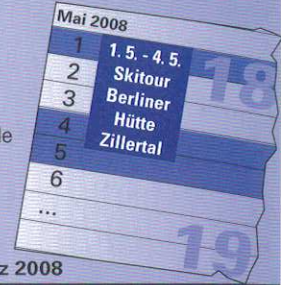 Mai 2008
1
18
1. 5. - 4. 5.
2
Skitour
3
Berliner
4
Hütte
5
Zillertal
6
...
19
de
z 2008